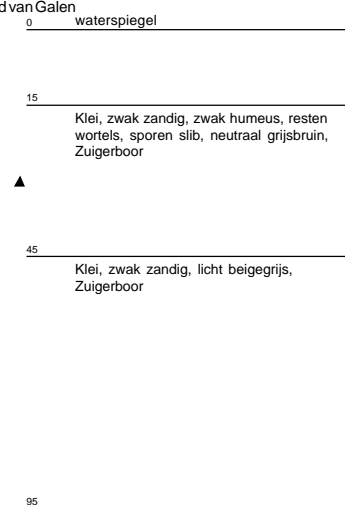 d van Galen
0 waterspiegel
15
Klei, zwak zandig, zwak humeus, resten
wortels, sporen slib, neutraal grijsbruin,
Zuigerboor
45
Klei, zwak zandig, licht beigegrijs,
Zuigerboor
95